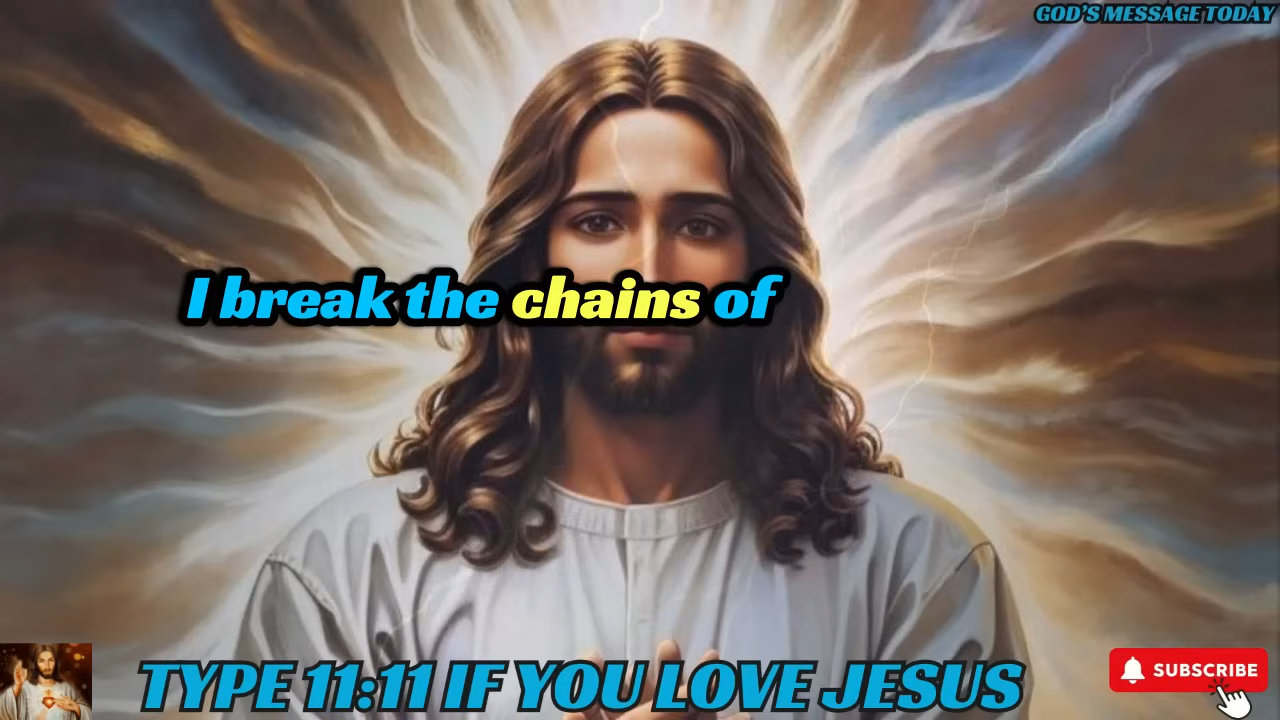 GOD'S MESSAGE TODAY
I break the chains of
TYPE 11:11 IF YOU LOVE JESUS
SUBSCRIBE